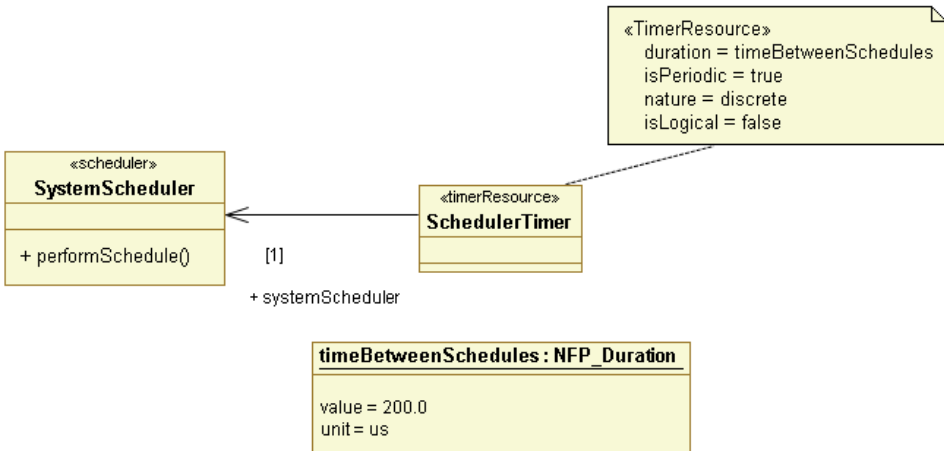 «TimerResource»
duration = timeBetweenSchedules
isPeriodic = true
nature = discrete
isLogical = false
«scheduler»
SystemScheduler
+ performSchedule()
«timerResource»
SchedulerTimer
[1]
+ systemScheduler
timeBetweenSchedules : NFP_Duration
value = 200.0
unit = us